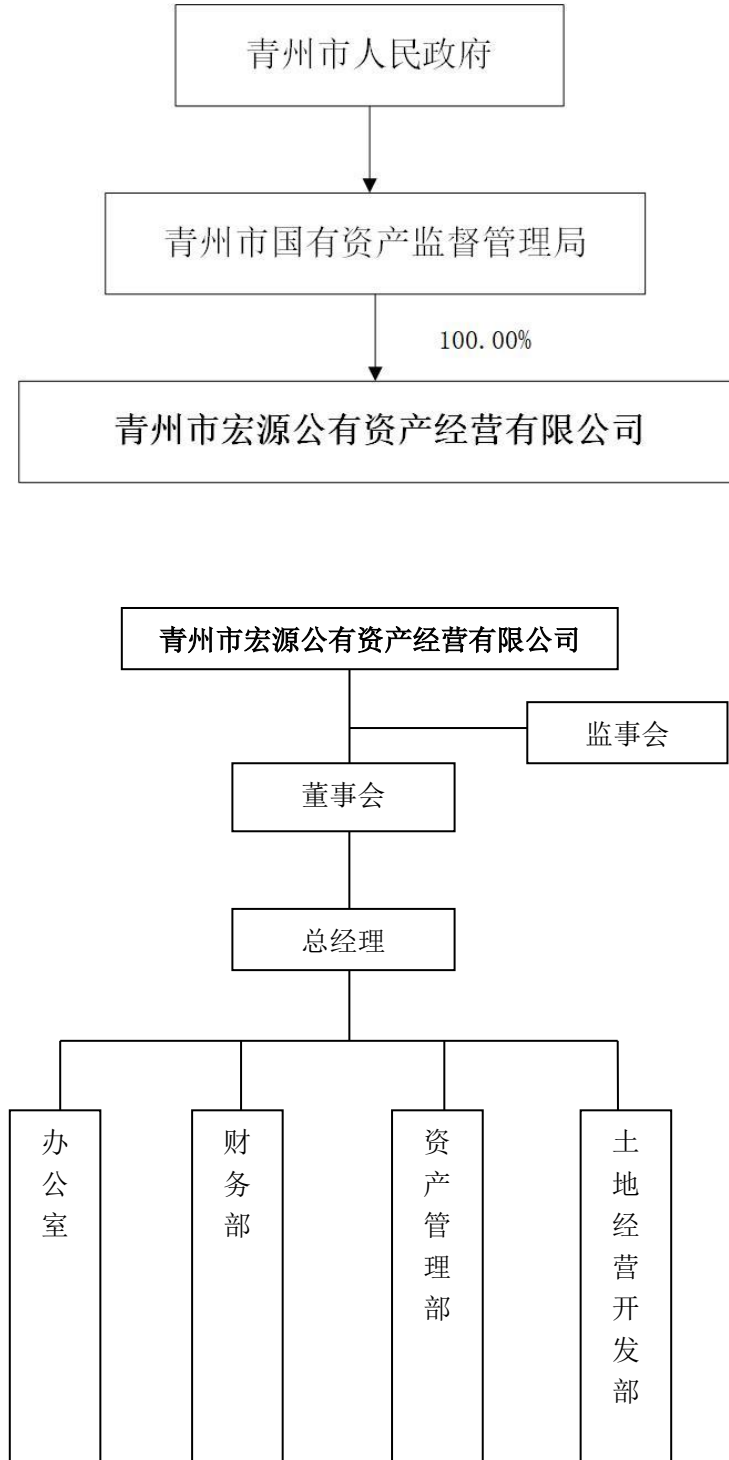 青州市人民政府
青州市国有资产监督管理局
100.00%
青州市宏源公有资产经营有限公司
青州市宏源公有资产经营有限公司
监事会
董事会
总经理
办公室
财务部
资产管理部
土地经营开发部